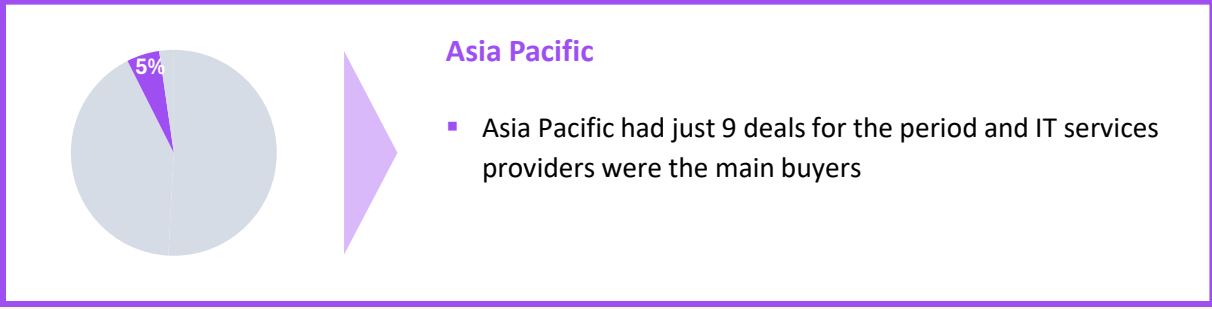 5%
Asia Pacific
▪ Asia Pacific had just 9 deals for the period and IT services
providers were the main buyers